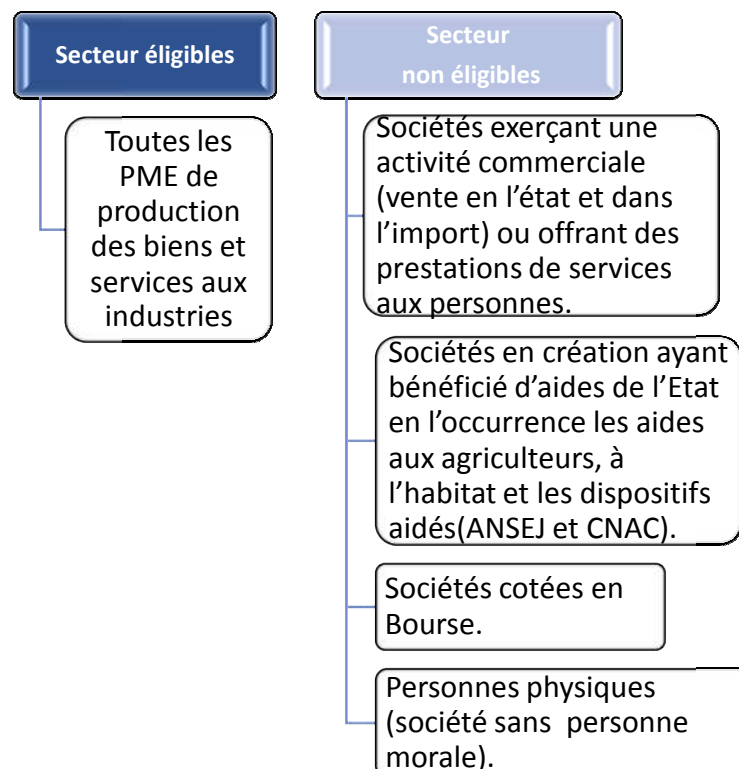 Secteur éligibles
Toutes les
PME de
production
des biens et
services aux
industries
Secteur
non éligibles
Sociétés exerçant une
activité commerciale
(vente en l’état et dans
l’import) ou offrant des
prestations de services
aux personnes.
Sociétés en création ayant
bénéficié d’aides de l’Etat
en l’occurrence les aides
aux agriculteurs, à
l’habitat et les dispositifs
aidés(ANSEJ et CNAC).
Sociétés cotées en
Bourse.
Personnes physiques
(société sans personne
morale).